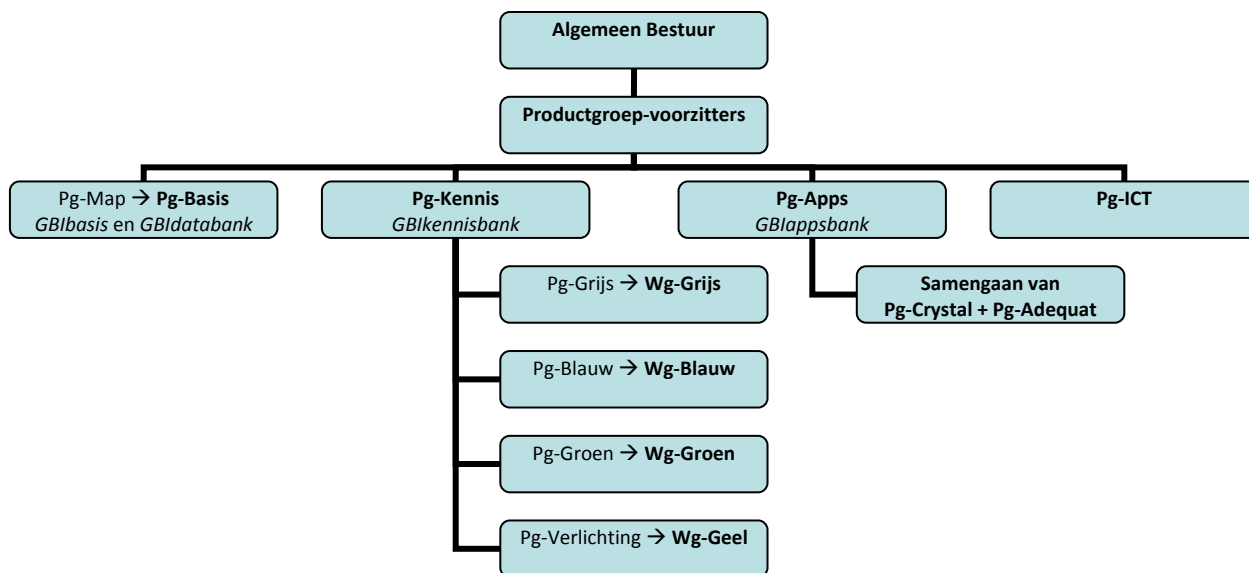 Algemeen Bestuur
Productgroep-voorzitters
Pg-Map → Pg-Basis
GBIbasis en GBIdatabank
Pg-Kennis
GBIkennisbank
Pg-Apps
GBIappsbank
Pg-ICT
Pg-Grijs → Wg-Grijs
Samengaan van
Pg-Crystal + Pg-Adequat
Pg-Blauw → Wg-Blauw
Pg-Groen → Wg-Groen
Pg-Verlichting → Wg-Geel